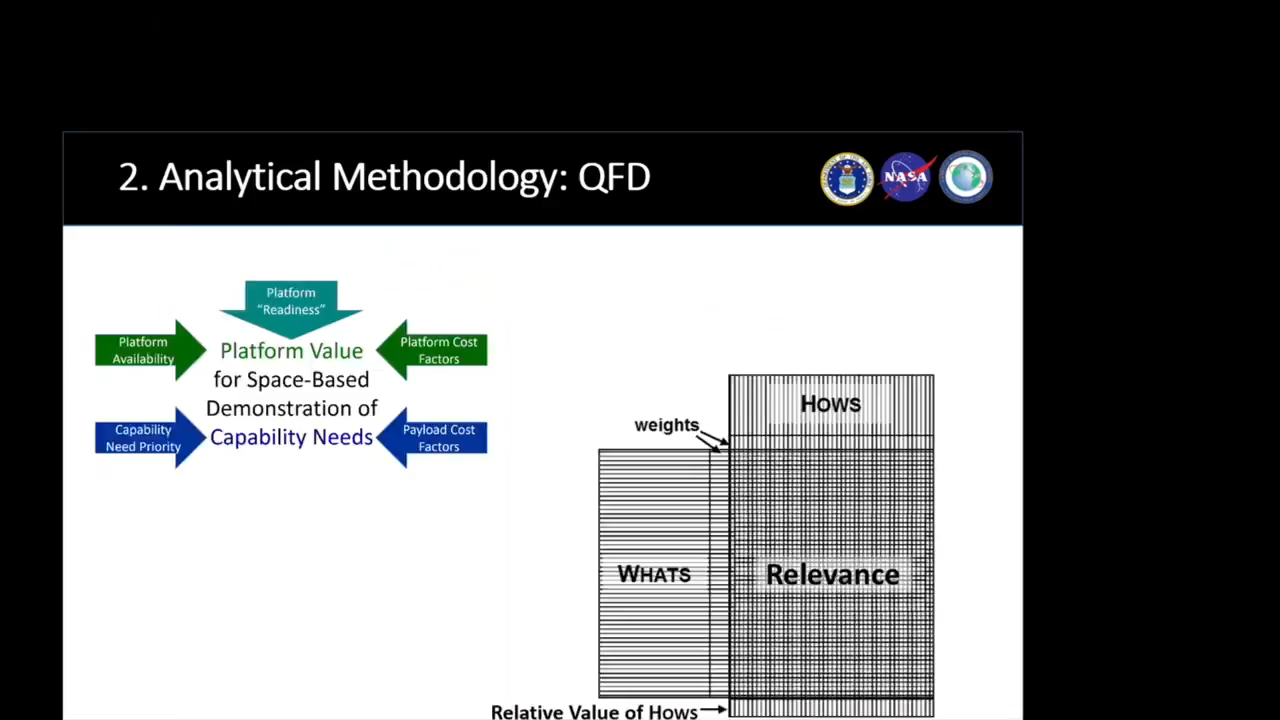 2. Analytical Methodology: QFD
NASA
Platform
“Readiness”
Platform
Availability
Platform Value
for Space-Based
Demonstration of
Capability Needs
Platform Cost
Factors
Capability
Need Priority
Payload Cost
Factors
HOWS
weights
WHATS
Relevance
Relative Value of HOWS